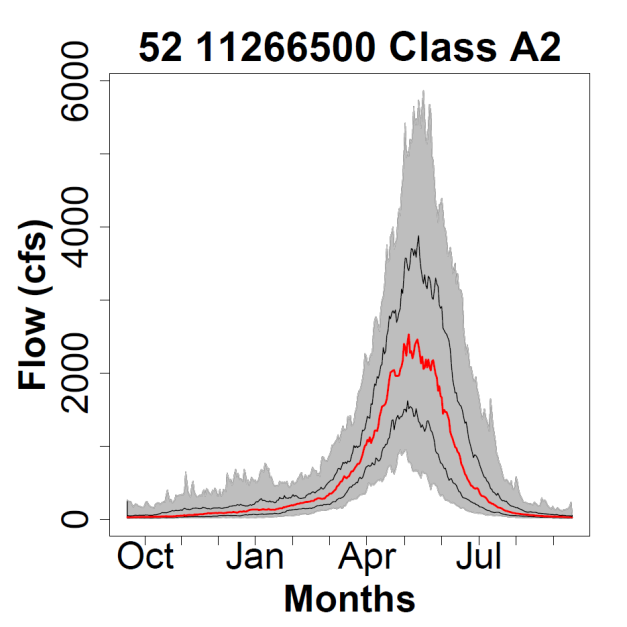 52 11266500 Class A2
Flow (cfs)
6000
4000
2000
0
Oct Jan Apr Jul
Months